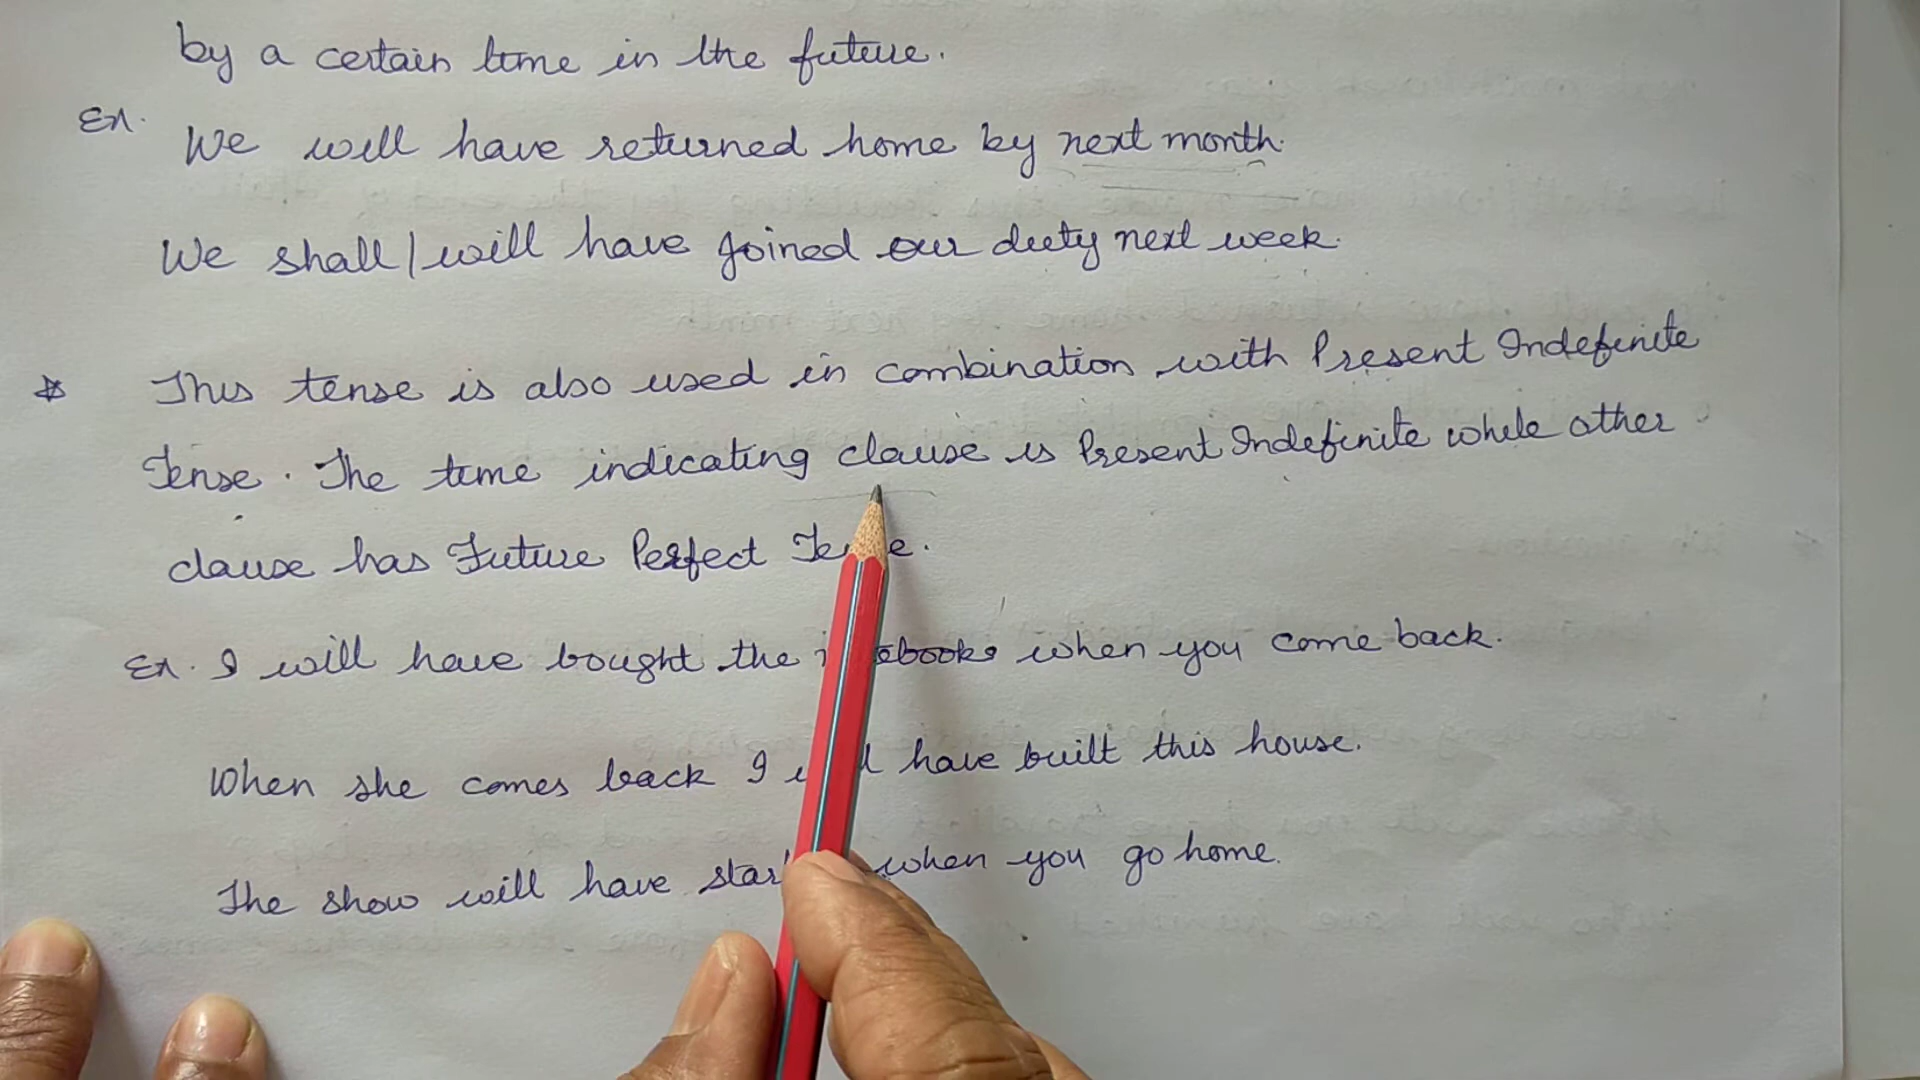 by a certain time in the future.
Ex.
We will have returned home by next month.
We shall/will have joined our duty next week.
This tense is also used in combination with Present Indefinite
Tense. The time indicating clause is Present Indefinite while other
clause has Future Perfect
Ex. I will have bought the when you come back.
When she comes back I have built this house.
The show will have when you go home.